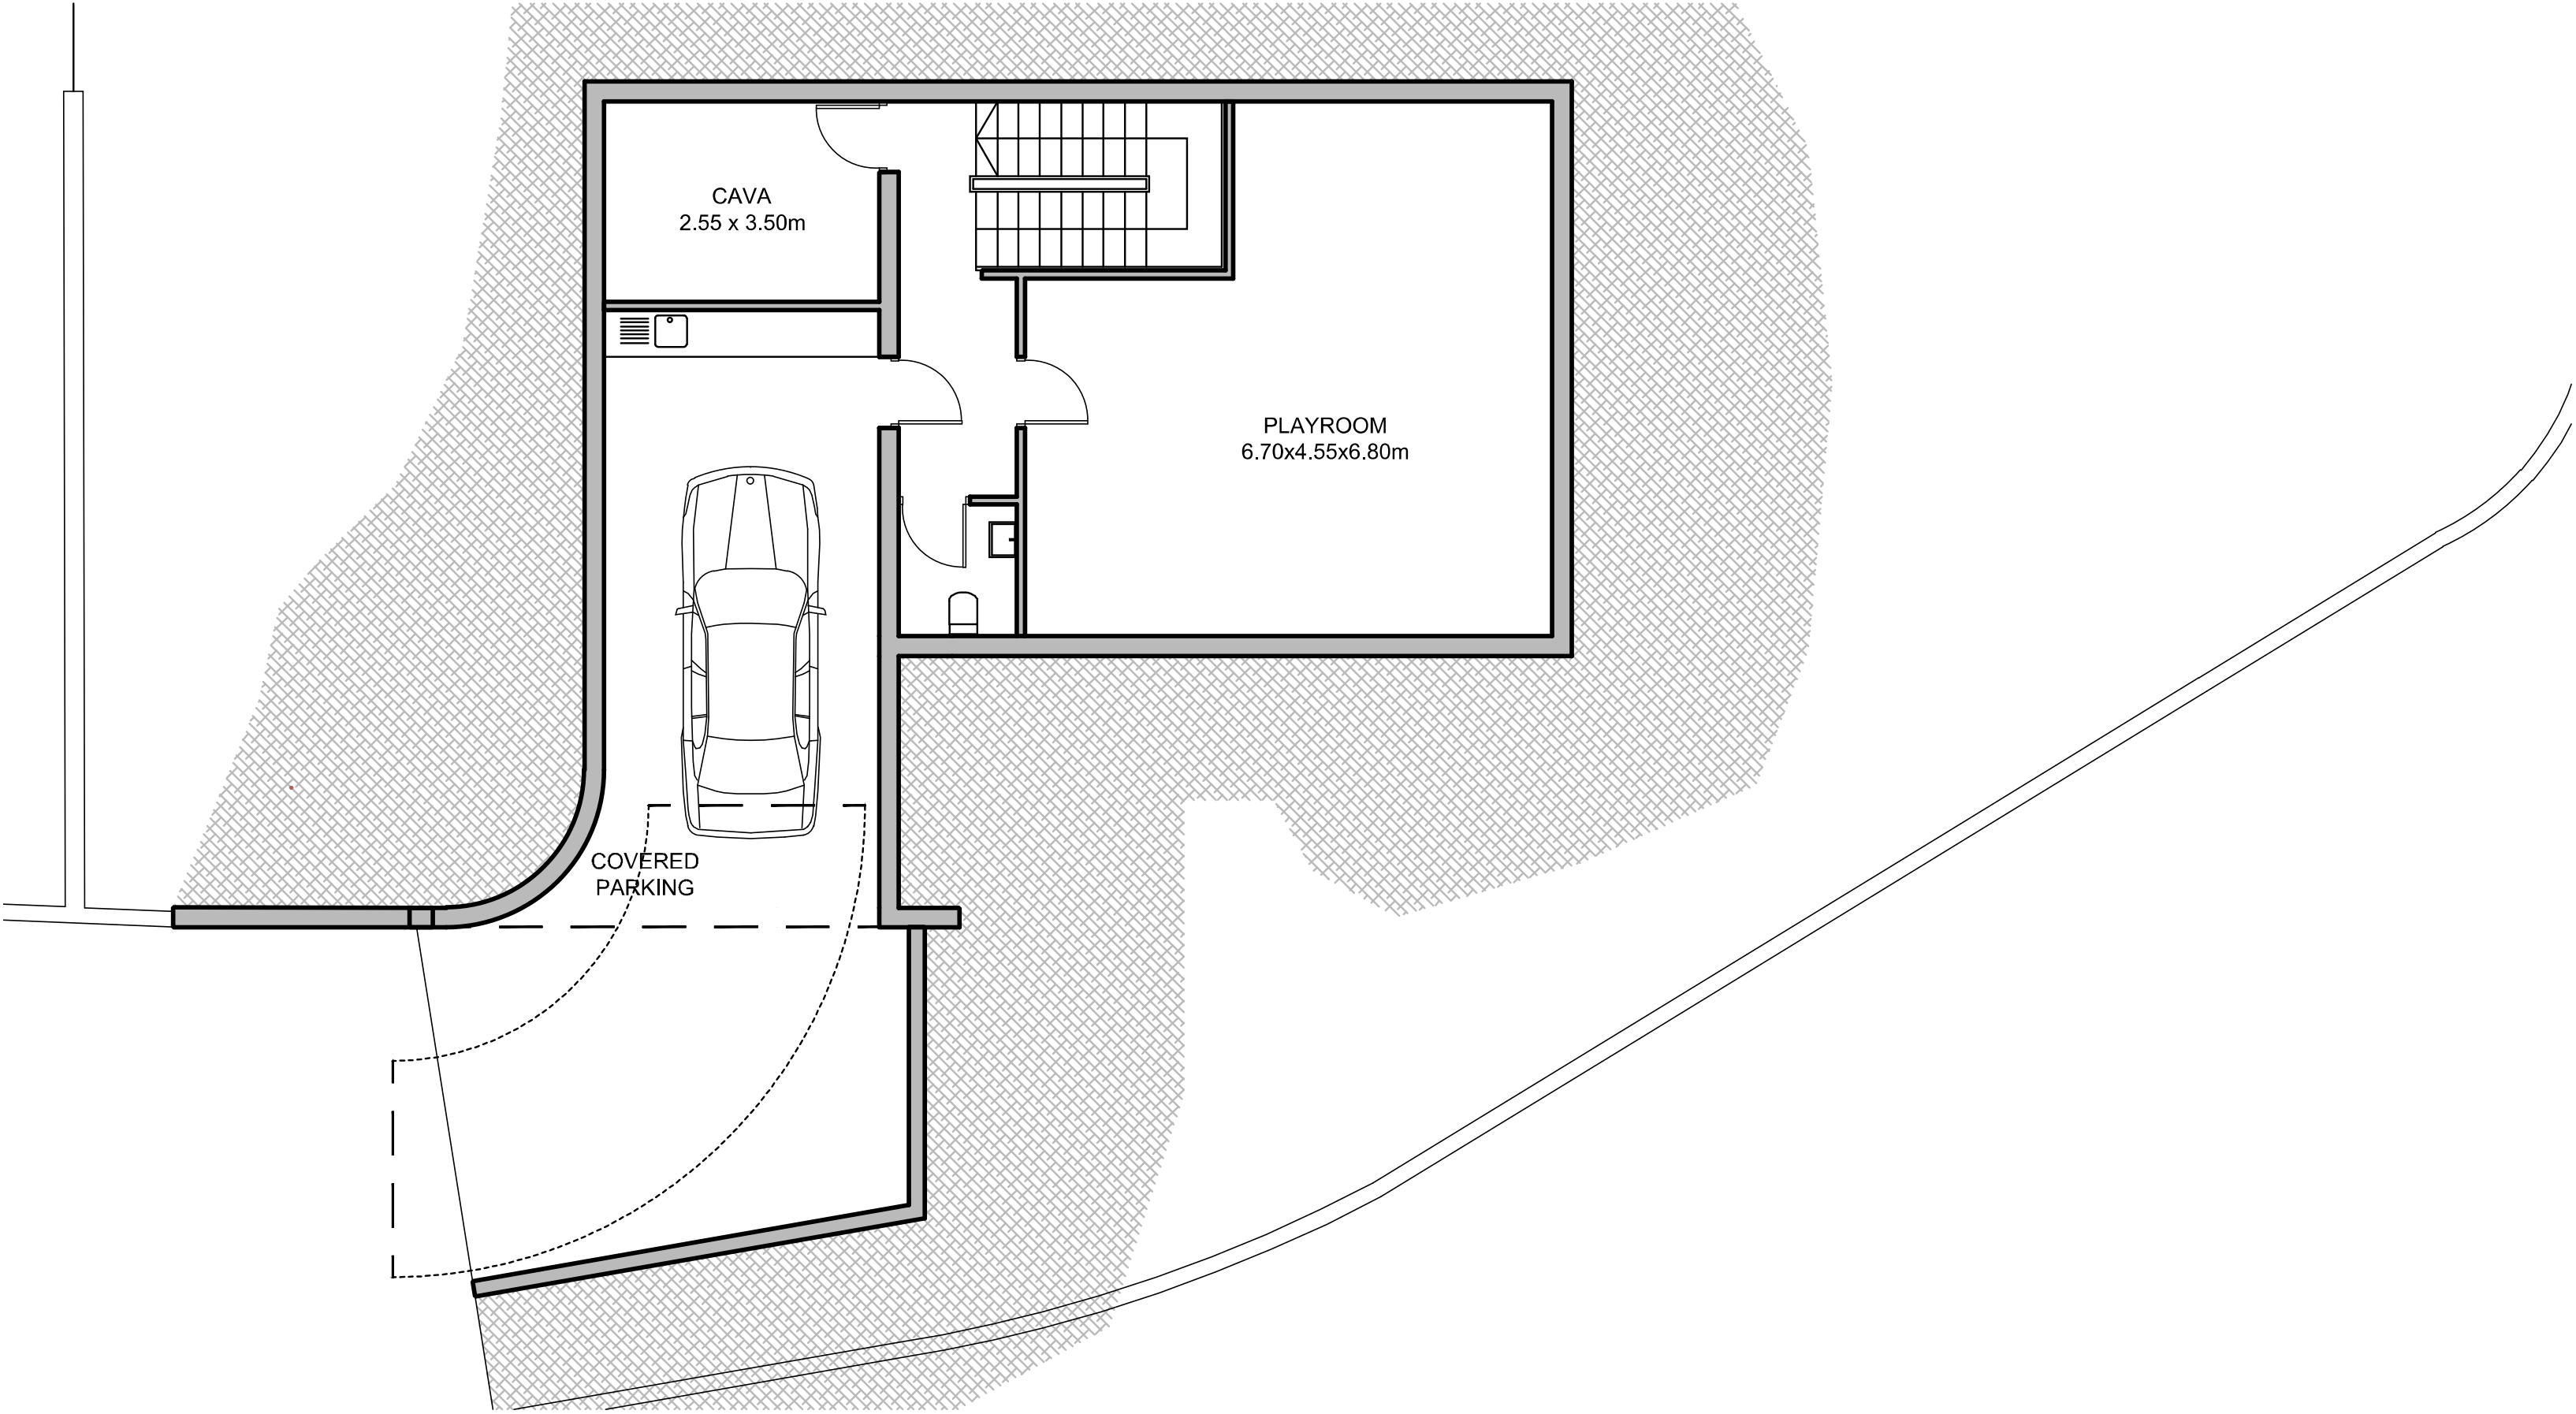 CAVA
2.55 x 3.50m
PLAYROOM
6.70x4.55x6.80m
COVERED
PARKING